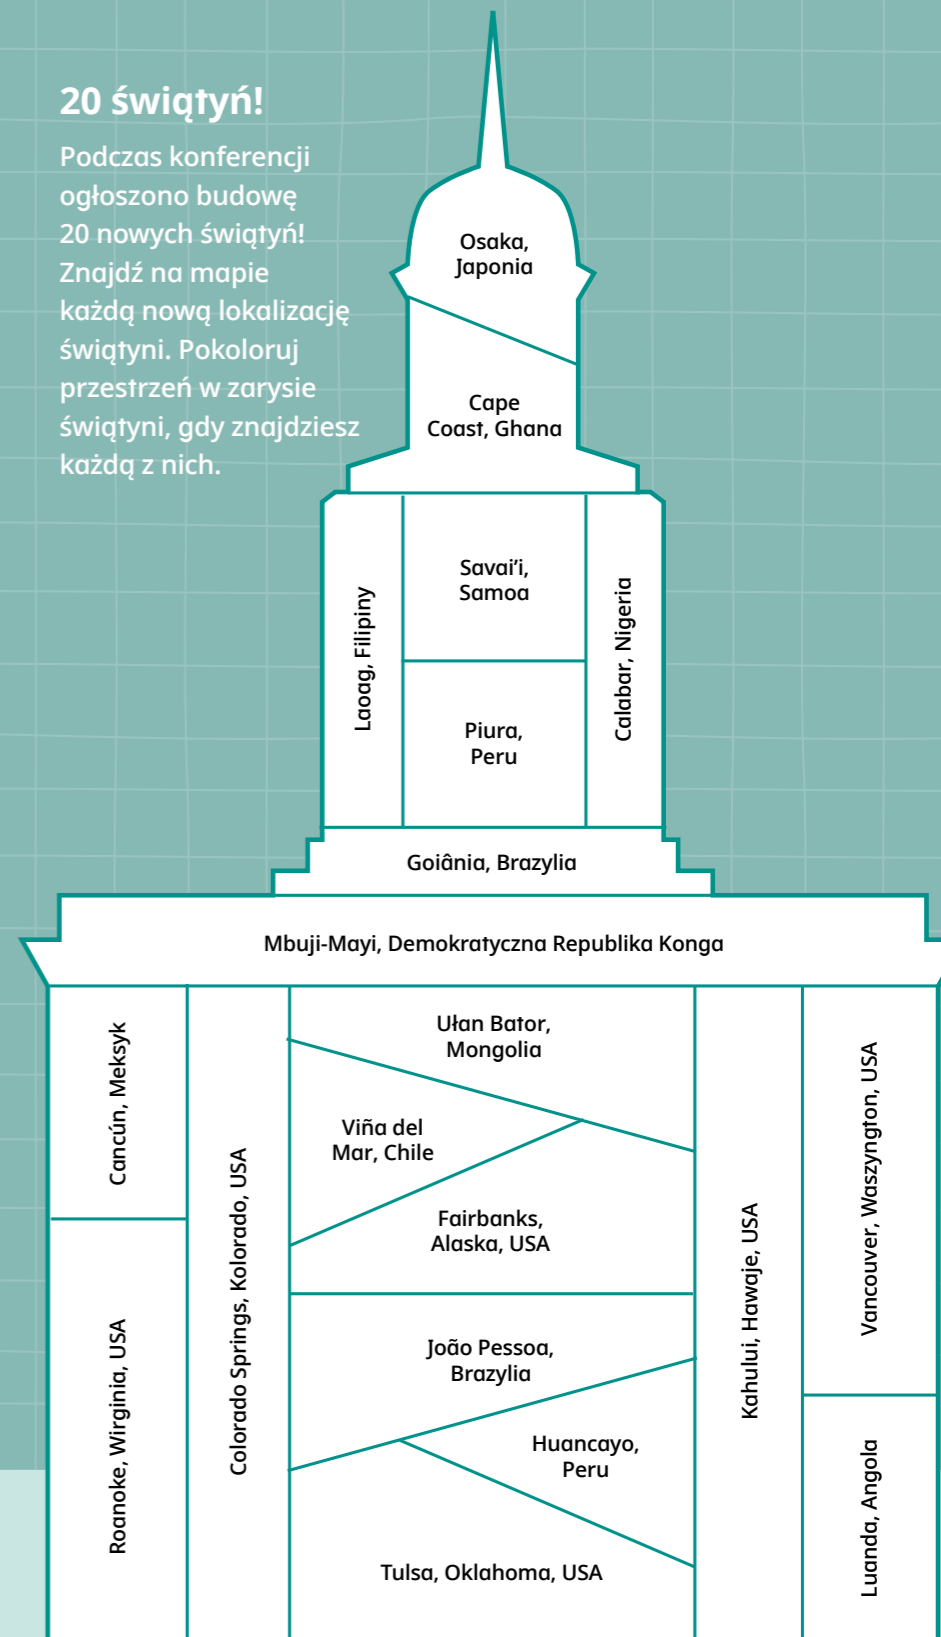 20 świątyń!
Podczas konferencji
ogłoszono budowę
20 nowych świątyń!
Znajdź na mapie
każdą nową lokalizację
świątyni. Pokoloruj
przestrzeń w zarysie
świątyni, gdy znajdziesz
każdą z nich.
Osaka,
Japonia
Cape
Coast, Ghana
Laoag, Filipiny
Savai'i,
Samoa
Piura,
Peru
Calabar, Nigeria
Goiânia, Brazylia
Mbuji-Mayi, Demokratyczna Republika Konga
Cancún, Meksyk
Roanoke, Wirginia, USA
Colorado Springs, Kolorado, USA
Ułan Bator,
Mongolia
Viña del
Mar, Chile
Fairbanks,
Alaska, USA
João Pessoa,
Brazylia
Huancayo,
Peru
Tulsa, Oklahoma, USA
Kahului, Hawaje, USA
Vancouver, Waszyngton, USA
Luanda, Angola